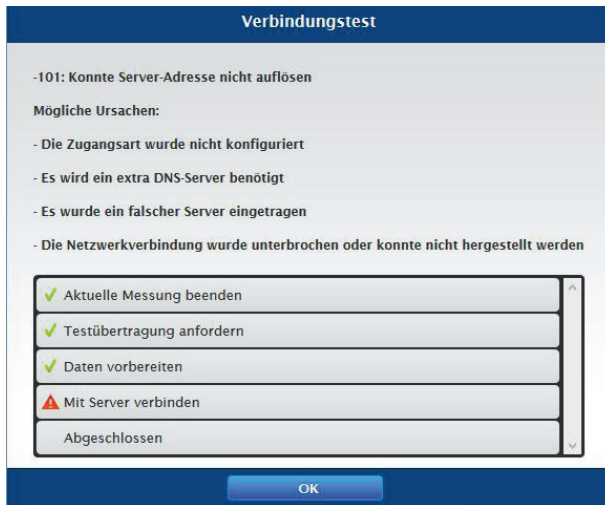 Verbindungstest
-101: Konnte Server-Adresse nicht auflösen
Mögliche Ursachen:
- Die Zugangsart wurde nicht konfiguriert
- Es wird ein extra DNS-Server benötigt
- Es wurde ein falscher Server eingetragen
- Die Netzwerkverbindung wurde unterbrochen oder konnte nicht hergestellt werden
Aktuelle Messung beenden
Testübertragung anfordern
Daten vorbereiten
Mit Server verbinden
Abgeschlossen
OK